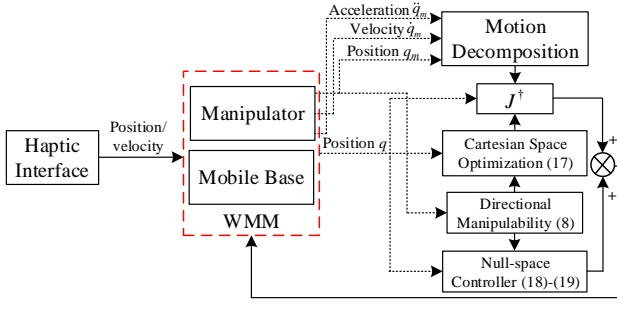 Acceleration q̈ₘ
Velocity q̇ₘ
Position qₘ
Motion
Decomposition
J†
Manipulator
Haptic
Interface
Position/
velocity
Position q
Cartesian Space
Optimization (17)
Mobile Base
WMM
Directional
Manipulability (8)
Null-space
Controller (18)-(19)
+
+